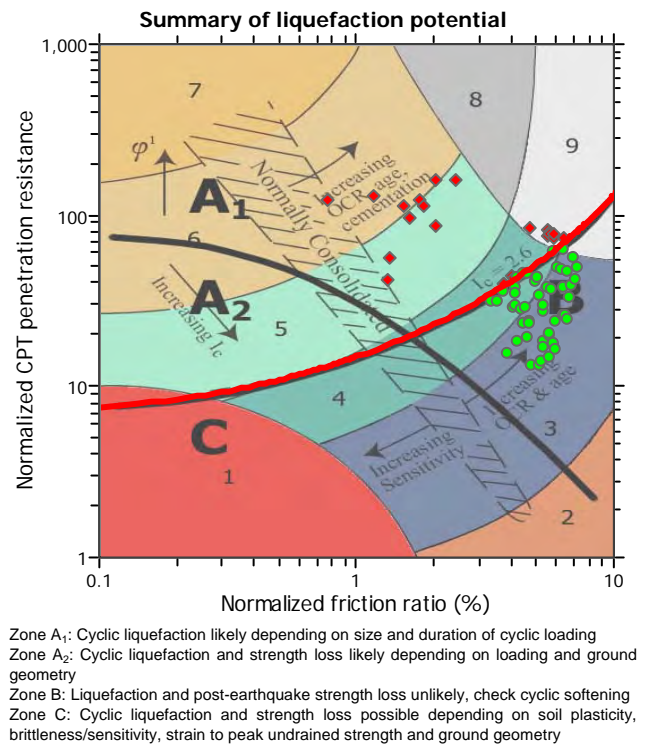 Summary of liquefaction potential
Normalized CPT penetration resistance
1,000
100
10
1
7
8
9
φ¹
A₁
Increasing
OCR, age,
cementation
Normally Consolidated
6
A₂
Increasing Ic
5
Ic = 2.6
B
4
Increasing
OCR & age
C
Increasing
Sensitivity
3
1
2
0.1
1
10
Normalized friction ratio (%)
Zone A₁: Cyclic liquefaction likely depending on size and duration of cyclic loading
Zone A₂: Cyclic liquefaction and strength loss likely depending on loading and ground
geometry
Zone B: Liquefaction and post-earthquake strength loss unlikely, check cyclic softening
Zone C: Cyclic liquefaction and strength loss possible depending on soil plasticity,
brittleness/sensitivity, strain to peak undrained strength and ground geometry